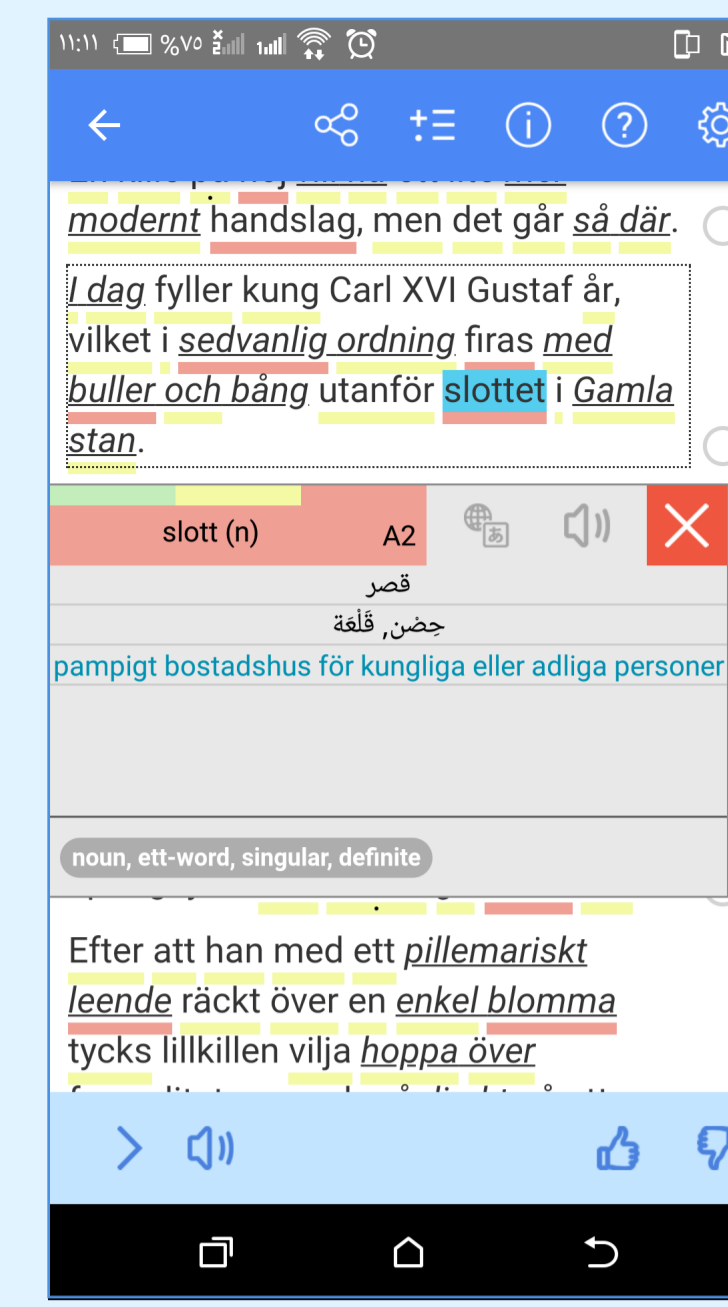 ١١:١١ %٧٥
modernt handslag, men det går så där.
I dag fyller kung Carl XVI Gustaf år,
vilket i sedvanlig ordning firas med
buller och bång utanför slottet i Gamla
stan.
slott (n) A2
قصر
حِصْن, قَلْعَة
pampigt bostadshus för kungliga eller adliga personer
noun, ett-word, singular, definite
Efter att han med ett pillemariskt
leende räckt över en enkel blomma
tycks lillkillen vilja hoppa över